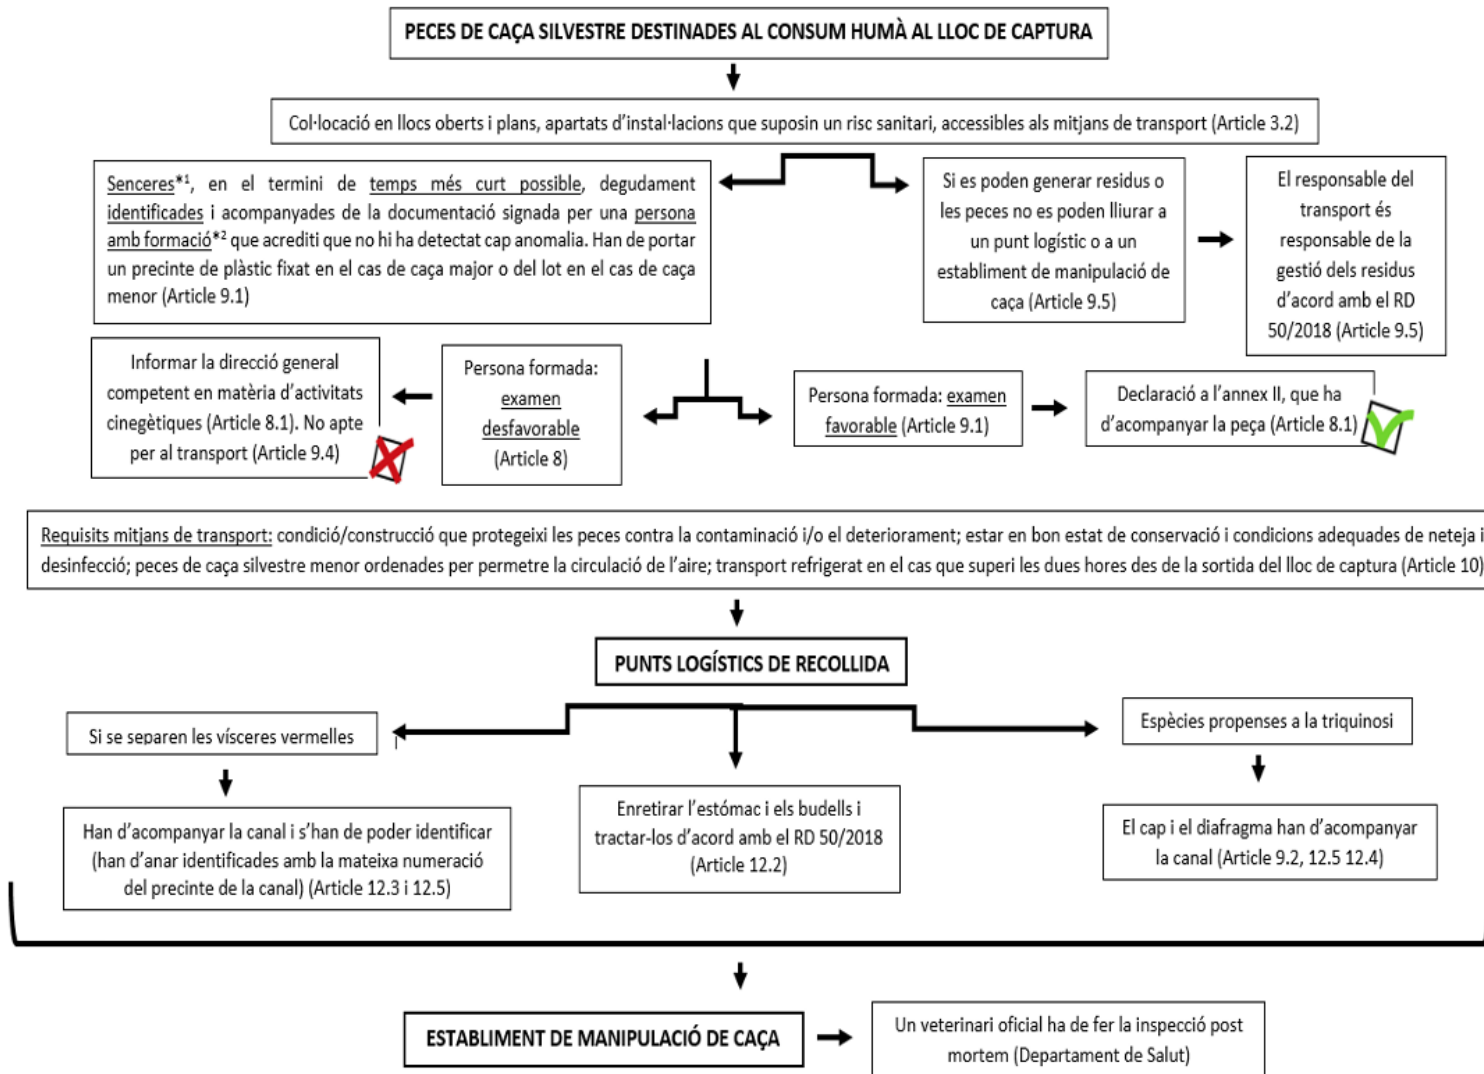 PECES DE CAÇA SILVESTRE DESTINADES AL CONSUM HUMÀ AL LLOC DE CAPTURA
Col·locació en llocs oberts i plans, apartats d'instal·lacions que suposin un risc sanitari, accessibles als mitjans de transport (Article 3.2)
Senceres*1, en el termini de temps més curt possible, degudament
identificades i acompanyades de la documentació signada per una persona
amb formació*2 que acrediti que no hi ha detectat cap anomalia. Han de portar
un precinte de plàstic fixat en el cas de caça major o del lot en el cas de caça
menor (Article 9.1)
Si es poden generar residus o
les peces no es poden lliurar a
un punt logístic o a un
establiment de manipulació de
caça (Article 9.5)
El responsable del
transport és
responsable de la
gestió dels residus
d'acord amb el RD
50/2018 (Article 9.5)
Informar la direcció general
competent en matèria d'activitats
cinegètiques (Article 8.1). No apte
per al transport (Article 9.4)
Persona formada:
examen
desfavorable
(Article 8)
Persona formada: examen
favorable (Article 9.1)
Declaració a l'annex II, que ha
d'acompanyar la peça (Article 8.1)
Requisits mitjans de transport: condició/construcció que protegeixi les peces contra la contaminació i/o el deteriorament; estar en bon estat de conservació i condicions adequades de neteja i
desinfecció; peces de caça silvestre menor ordenades per permetre la circulació de l'aire; transport refrigerat en el cas que superi les dues hores des de la sortida del lloc de captura (Article 10)
PUNTS LOGÍSTICS DE RECOLLIDA
Si se separen les vísceres vermelles
Espècies propenses a la triquinosi
Han d'acompanyar la canal i s'han de poder identificar
(han d'anar identificades amb la mateixa numeració
del precinte de la canal) (Article 12.3 i 12.5)
Enretirar l'estómac i els budells i
tractar-los d'acord amb el RD 50/2018
(Article 12.2)
El cap i el diafragma han d'acompanyar
la canal (Article 9.2, 12.5 12.4)
ESTABLIMENT DE MANIPULACIÓ DE CAÇA
Un veterinari oficial ha de fer la inspecció post
mortem (Departament de Salut)